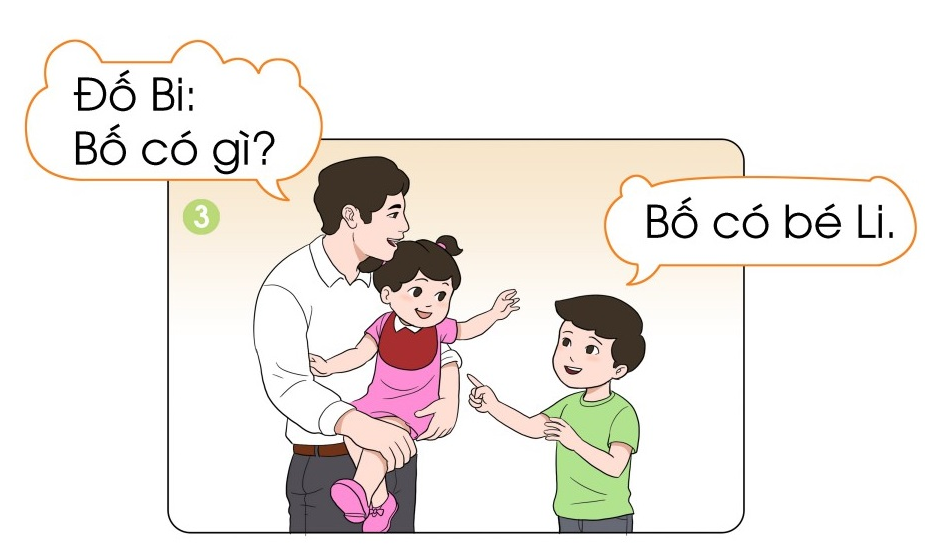 Đố Bi:
Bố có gì?
3
Bố có bé Li.